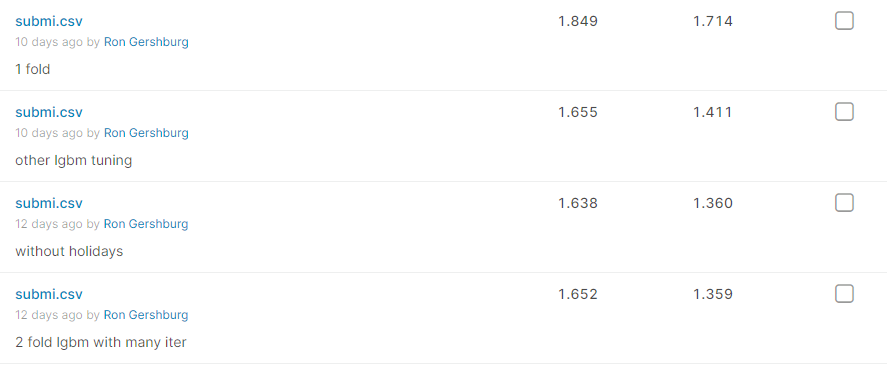 submi.csv 1.849 1.714
10 days ago by Ron Gershburg
1 fold
submi.csv 1.655 1.411
10 days ago by Ron Gershburg
other lgbm tuning
submi.csv 1.638 1.360
12 days ago by Ron Gershburg
without holidays
submi.csv 1.652 1.359
12 days ago by Ron Gershburg
2 fold lgbm with many iter